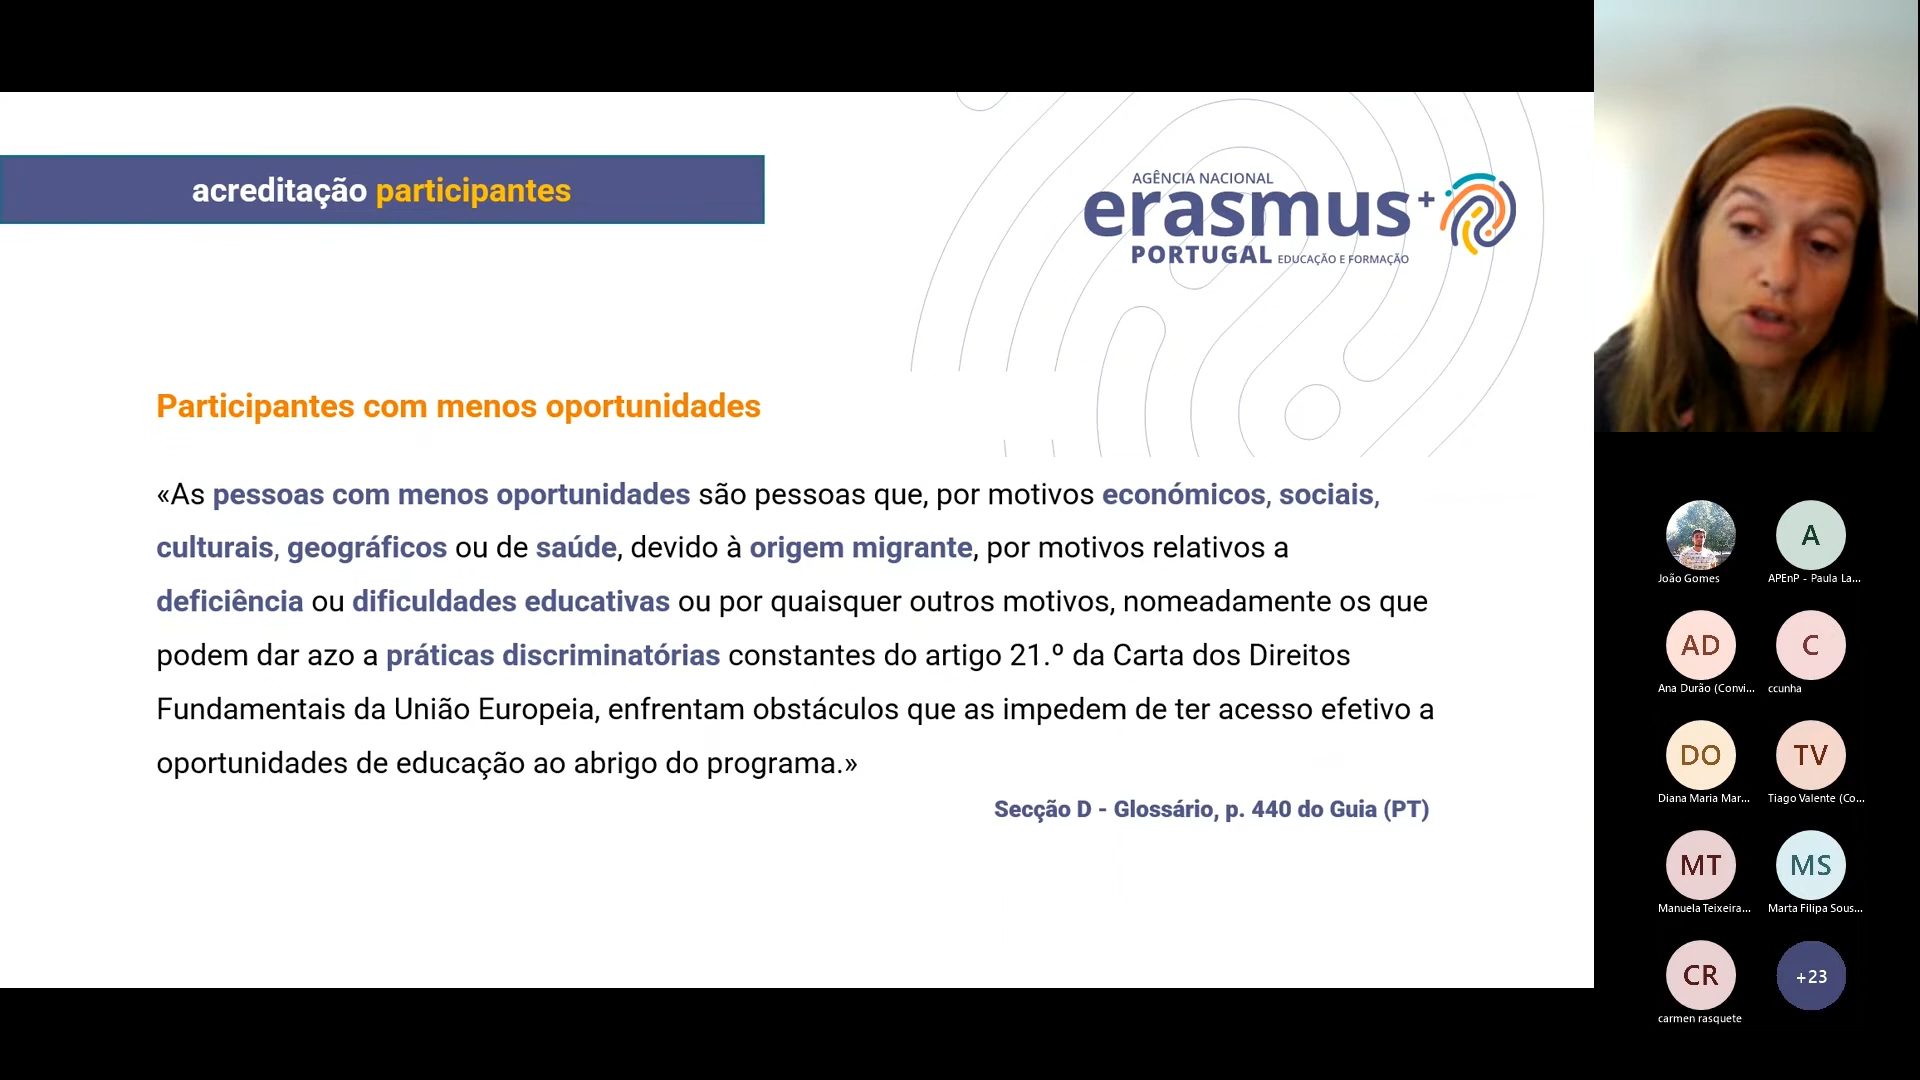 acreditação participantes
AGÊNCIA NACIONAL
erasmus+
PORTUGAL EDUCAÇÃO E FORMAÇÃO
Participantes com menos oportunidades
«As pessoas com menos oportunidades são pessoas que, por motivos económicos, sociais,
culturais, geográficos ou de saúde, devido à origem migrante, por motivos relativos a
deficiência ou dificuldades educativas ou por quaisquer outros motivos, nomeadamente os que
podem dar azo a práticas discriminatórias constantes do artigo 21.º da Carta dos Direitos
Fundamentais da União Europeia, enfrentam obstáculos que as impedem de ter acesso efetivo a
oportunidades de educação ao abrigo do programa.»
Secção D - Glossário, p. 440 do Guia (PT)
João Gomes
A
APEnP - Paula La...
AD
Ana Durão (Convi...
C
ccunha
DO
Diana Maria Mar...
TV
Tiago Valente (Co...
MT
Manuela Teixeira...
MS
Marta Filipa Sous...
CR
carmen rasquete
+23